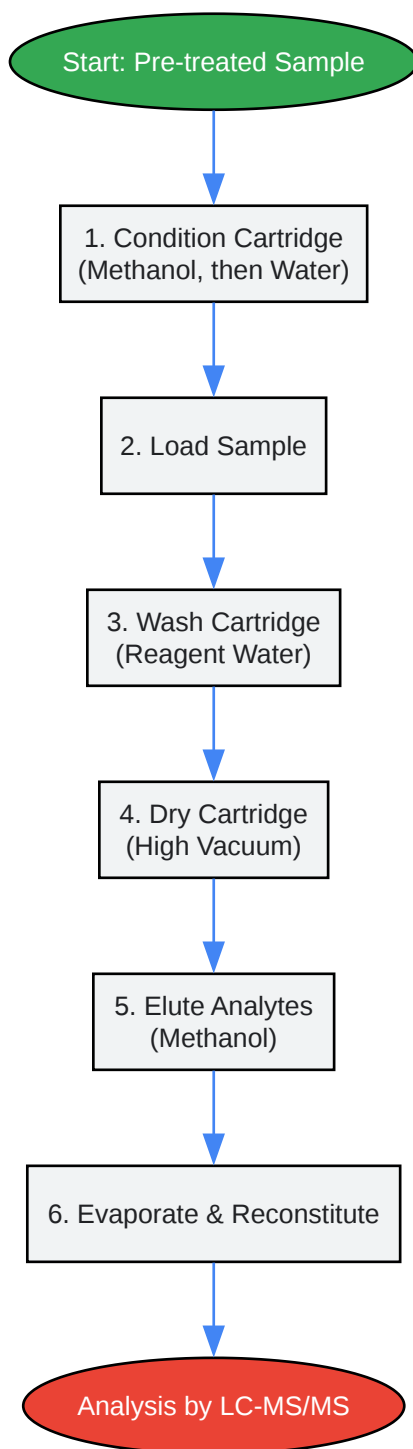 Start: Pre-treated Sample
1. Condition Cartridge
(Methanol, then Water)
2. Load Sample
3. Wash Cartridge
(Reagent Water)
4. Dry Cartridge
(High Vacuum)
5. Elute Analytes
(Methanol)
6. Evaporate & Reconstitute
Analysis by LC-MS/MS